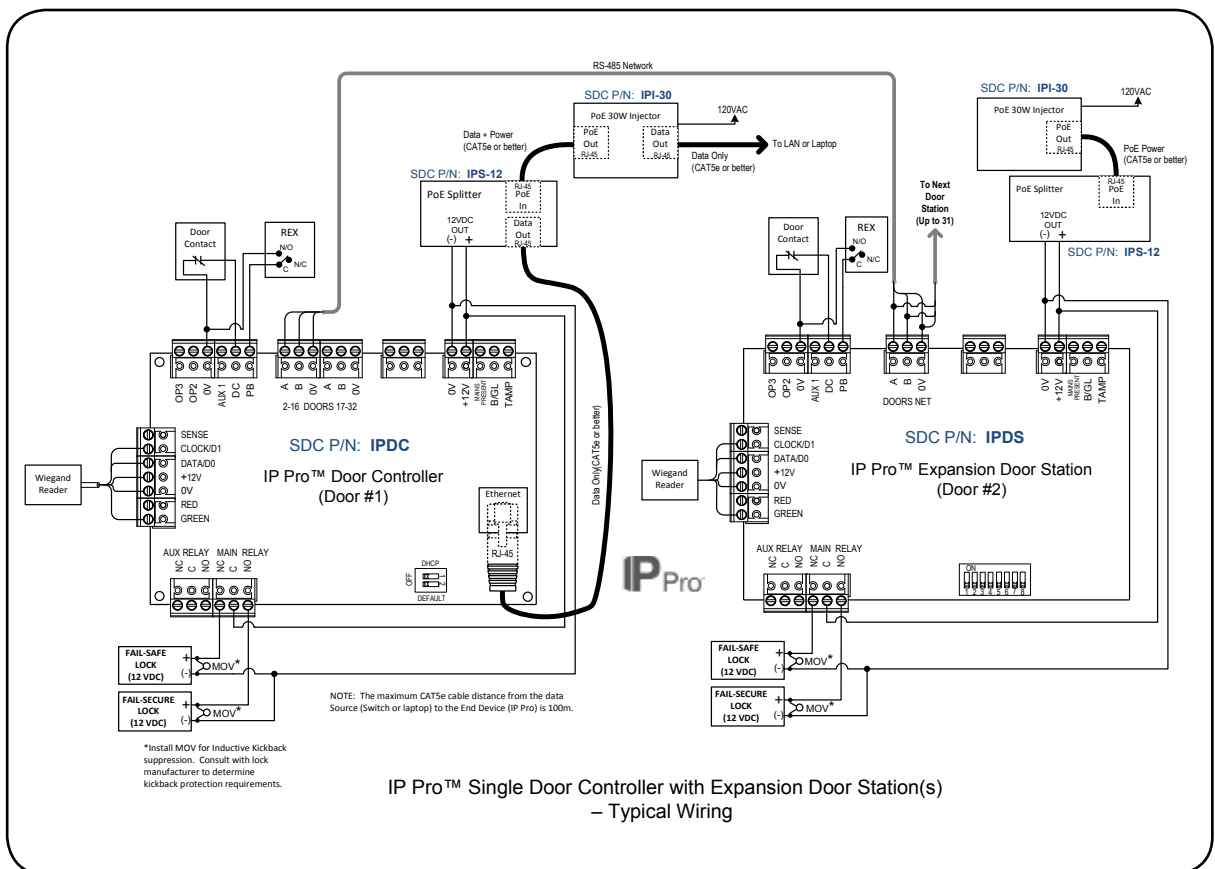 RS-485 Network
SDC P/N: IPI-30
PoE 30W Injector
PoE
Out
RJ-45
Data
Out
RJ-45
120VAC
Data + Power
(CAT5e or better)
Data Only
(CAT5e or better)
To LAN or Laptop
SDC P/N: IPS-12
PoE Splitter
RJ-45
PoE
In
Data
Out
RJ-45
12VDC
OUT
(-) +
Door
Contact
REX
N/O
N/C
C
OP3
OP2
0V
AUX 1
DC
PB
A
B
0V
A
B
0V
2-16 DOORS 17-32
0V
+12V
MAINS
PRESENT
B/GL
TAMP
SENSE
CLOCK/D1
DATA/D0
+12V
0V
RED
GREEN
Wiegand
Reader
SDC P/N: IPDC
IP Pro™ Door Controller
(Door #1)
Ethernet
RJ-45
Data Only(CAT5e or better)
DHCP
OFF
1
2
DEFAULT
AUX RELAY MAIN RELAY
NC
C
NO
NC
C
NO
FAIL-SAFE
LOCK
(12 VDC)
+
(-)
MOV*
FAIL-SECURE
LOCK
(12 VDC)
+
(-)
MOV*
*Install MOV for Inductive Kickback
suppression. Consult with lock
manufacturer to determine
kickback protection requirements.
NOTE: The maximum CAT5e cable distance from the data
Source (Switch or laptop) to the End Device (IP Pro) is 100m.
IP Pro™
SDC P/N: IPI-30
PoE 30W Injector
PoE
Out
RJ-45
120VAC
PoE Power
(CAT5e or better)
PoE Splitter
RJ-45
PoE
In
12VDC
OUT
(-) +
SDC P/N: IPS-12
To Next
Door
Station
(Up to 31)
Door
Contact
REX
N/O
N/C
C
OP3
OP2
0V
AUX 1
DC
PB
A
B
0V
DOORS NET
0V
+12V
MAINS
PRESENT
B/GL
TAMP
SENSE
CLOCK/D1
DATA/D0
+12V
0V
RED
GREEN
Wiegand
Reader
SDC P/N: IPDS
IP Pro™ Expansion Door Station
(Door #2)
ON
1 2 3 4 5 6 7 8
AUX RELAY MAIN RELAY
NC
C
NO
NC
C
NO
FAIL-SAFE
LOCK
(12 VDC)
+
(-)
MOV*
FAIL-SECURE
LOCK
(12 VDC)
+
(-)
MOV*
IP Pro™ Single Door Controller with Expansion Door Station(s)
– Typical Wiring